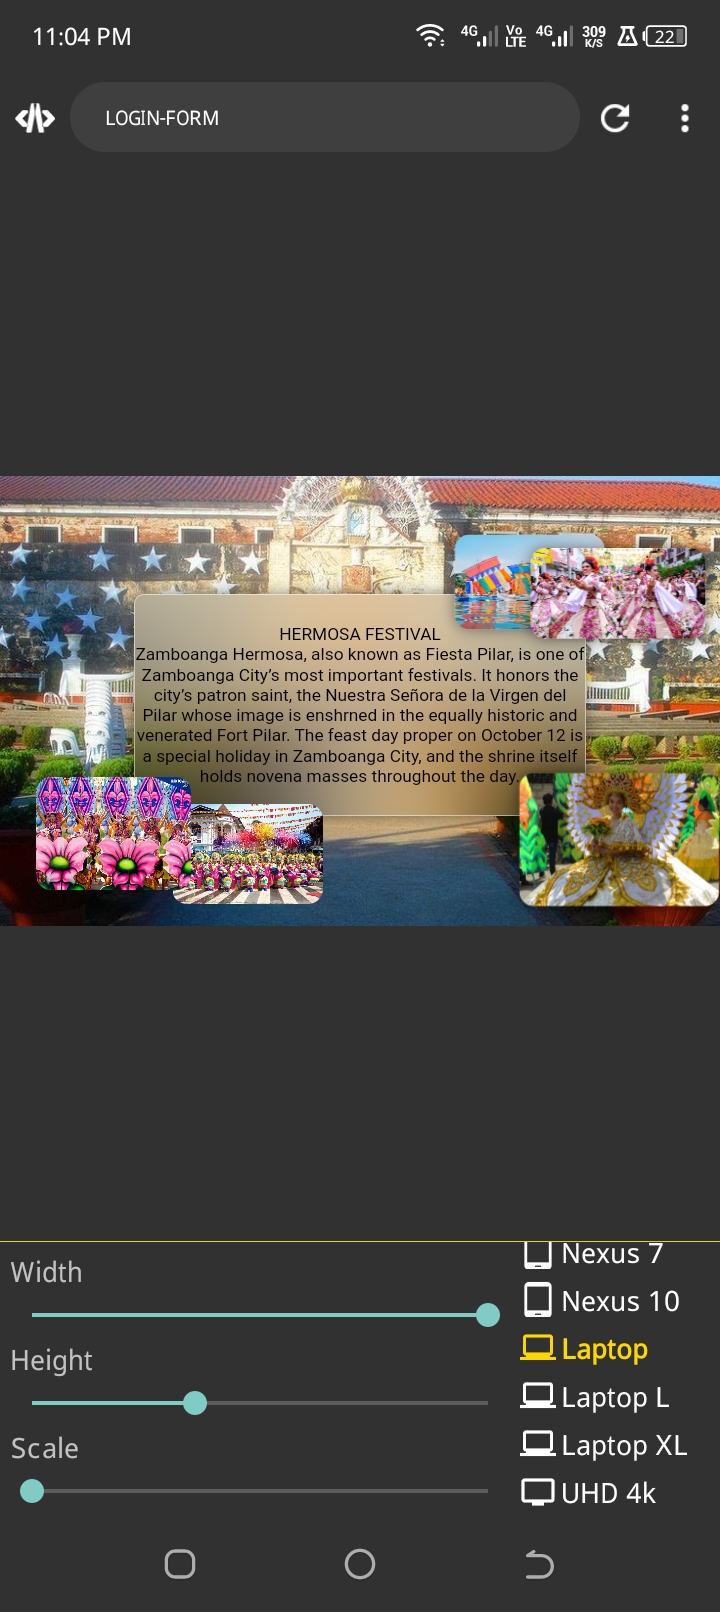 11:04 PM
4G
Vo
LTE
4G
309
K/S
22
LOGIN-FORM
HERMOSA FESTIVAL
Zamboanga Hermosa, also known as Fiesta Pilar, is one of
Zamboanga City’s most important festivals. It honors the
city’s patron saint, the Nuestra Señora de la Virgen del
Pilar whose image is enshrned in the equally historic and
venerated Fort Pilar. The feast day proper on October 12 is
a special holiday in Zamboanga City, and the shrine itself
holds novena masses throughout the day.
Width
Height
Scale
Nexus 7
Nexus 10
Laptop
Laptop L
Laptop XL
UHD 4k